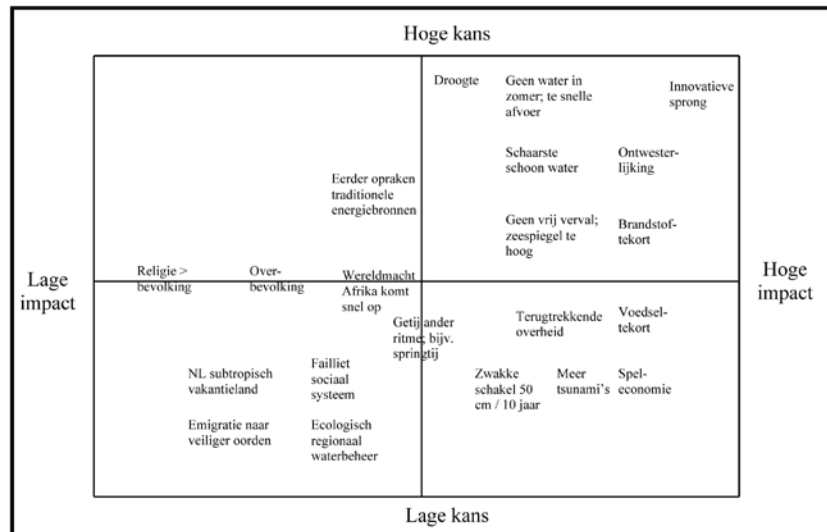 Hoge kans
Droogte
Geen water in
zomer; te snelle
afvoer
Innovatieve
sprong
Schaarste
schoon water
Ontwester-
lijking
Eerder opraken
traditionele
energiebronnen
Geen vrij verval;
zeespiegel te
hoog
Brandstof-
tekort
Lage
impact
Religie >
bevolking
Over-
bevolking
Wereldmacht
Afrika komt
snel op
Hoge
impact
Getij ander
ritme; bijv.
springtij
Terugtrekkende
overheid
Voedsel-
tekort
NL subtropisch
vakantieland
Failliet
sociaal
systeem
Zwakke
schakel 50
cm / 10 jaar
Meer
tsunami's
Spel-
economie
Emigratie naar
veiliger oorden
Ecologisch
regionaal
waterbeheer
Lage kans